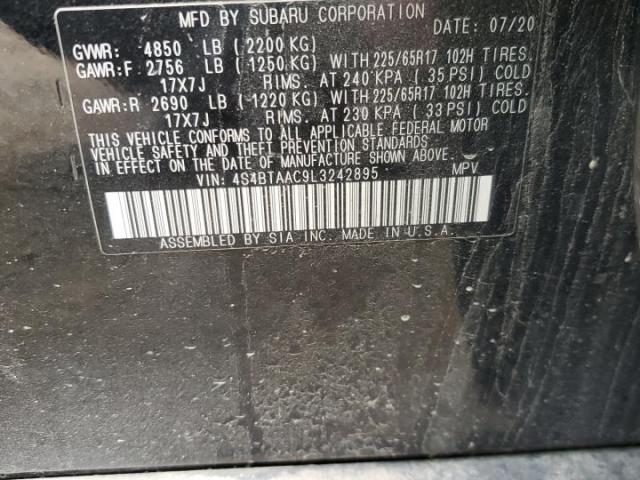 MFD BY SUBARU CORPORATION DATE: 07/20
GVWR: 4850 LB (2200 KG)
GAWR:F 2756 LB (1250 KG) WITH 225/65R17 102H TIRES.
17X7J RIMS. AT 240 KPA (35 PSI) COLD
GAWR:R 2690 LB (1220 KG) WITH 225/65R17 102H TIRES.
17X7J RIMS. AT 230 KPA (33 PSI) COLD
THIS VEHICLE CONFORMS TO ALL APPLICABLE FEDERAL MOTOR
VEHICLE SAFETY AND THEFT PREVENTION STANDARDS
IN EFFECT ON THE DATE OF MANUFACTURE SHOWN ABOVE.
VIN: 4S4BTAAC9L3242895 MPV
ASSEMBLED BY SIA INC. MADE IN U.S.A.